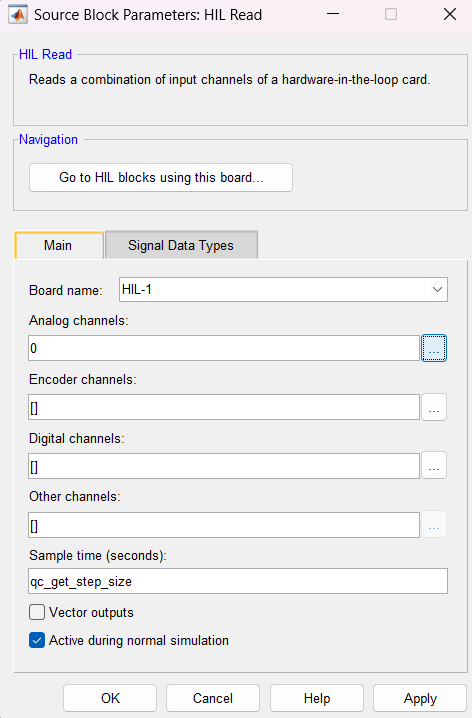 Source Block Parameters: HIL Read
HIL Read
Reads a combination of input channels of a hardware-in-the-loop card.
Navigation
Go to HIL blocks using this board...
Main Signal Data Types
Board name: HIL-1
Analog channels:
0 ...
Encoder channels:
[] ...
Digital channels:
[] ...
Other channels:
[] ...
Sample time (seconds):
qc_get_step_size
Vector outputs
Active during normal simulation
OK Cancel Help Apply